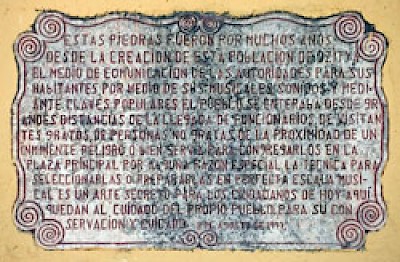 ESTAS PIEDRAS FUERON POR MUCHOS AÑOS
DESDE LA CREACION DE ESTA POBLACION DE DZITYA
EL MEDIO DE COMUNICACION DE LAS AUTORIDADES PARA SUS
HABITANTES POR MEDIO DE SUS MUSICALES SONIDOS Y MEDI-
ANTE CLAVES POPULARES EL PUEBLO SE ENTERABA DESDE GR
ANDES DISTANCIAS DE LA LLEGADA DE FUNCIONARIOS, DE VISITAN
TES GRATOS, DE PERSONAS NO GRATAS DE LA PROXIMIDAD DE UN
INMINENTE PELIGRO O BIEN SERVIA PARA CONGREGARLOS EN LA
PLAZA PRINCIPAL POR ALGUNA RAZON ESPECIAL LA TECNICA PARA
SELECCIONARLAS O PREPARARLAS EN PERFECTA ESCALA MUSI-
CAL ES UN ARTE SECRETO PARA LOS CIUDADANOS DE HOY AQUI
QUEDAN AL CUIDADO DEL PROPIO PUEBLO PARA SU CON
SERVACION Y CUIDADO